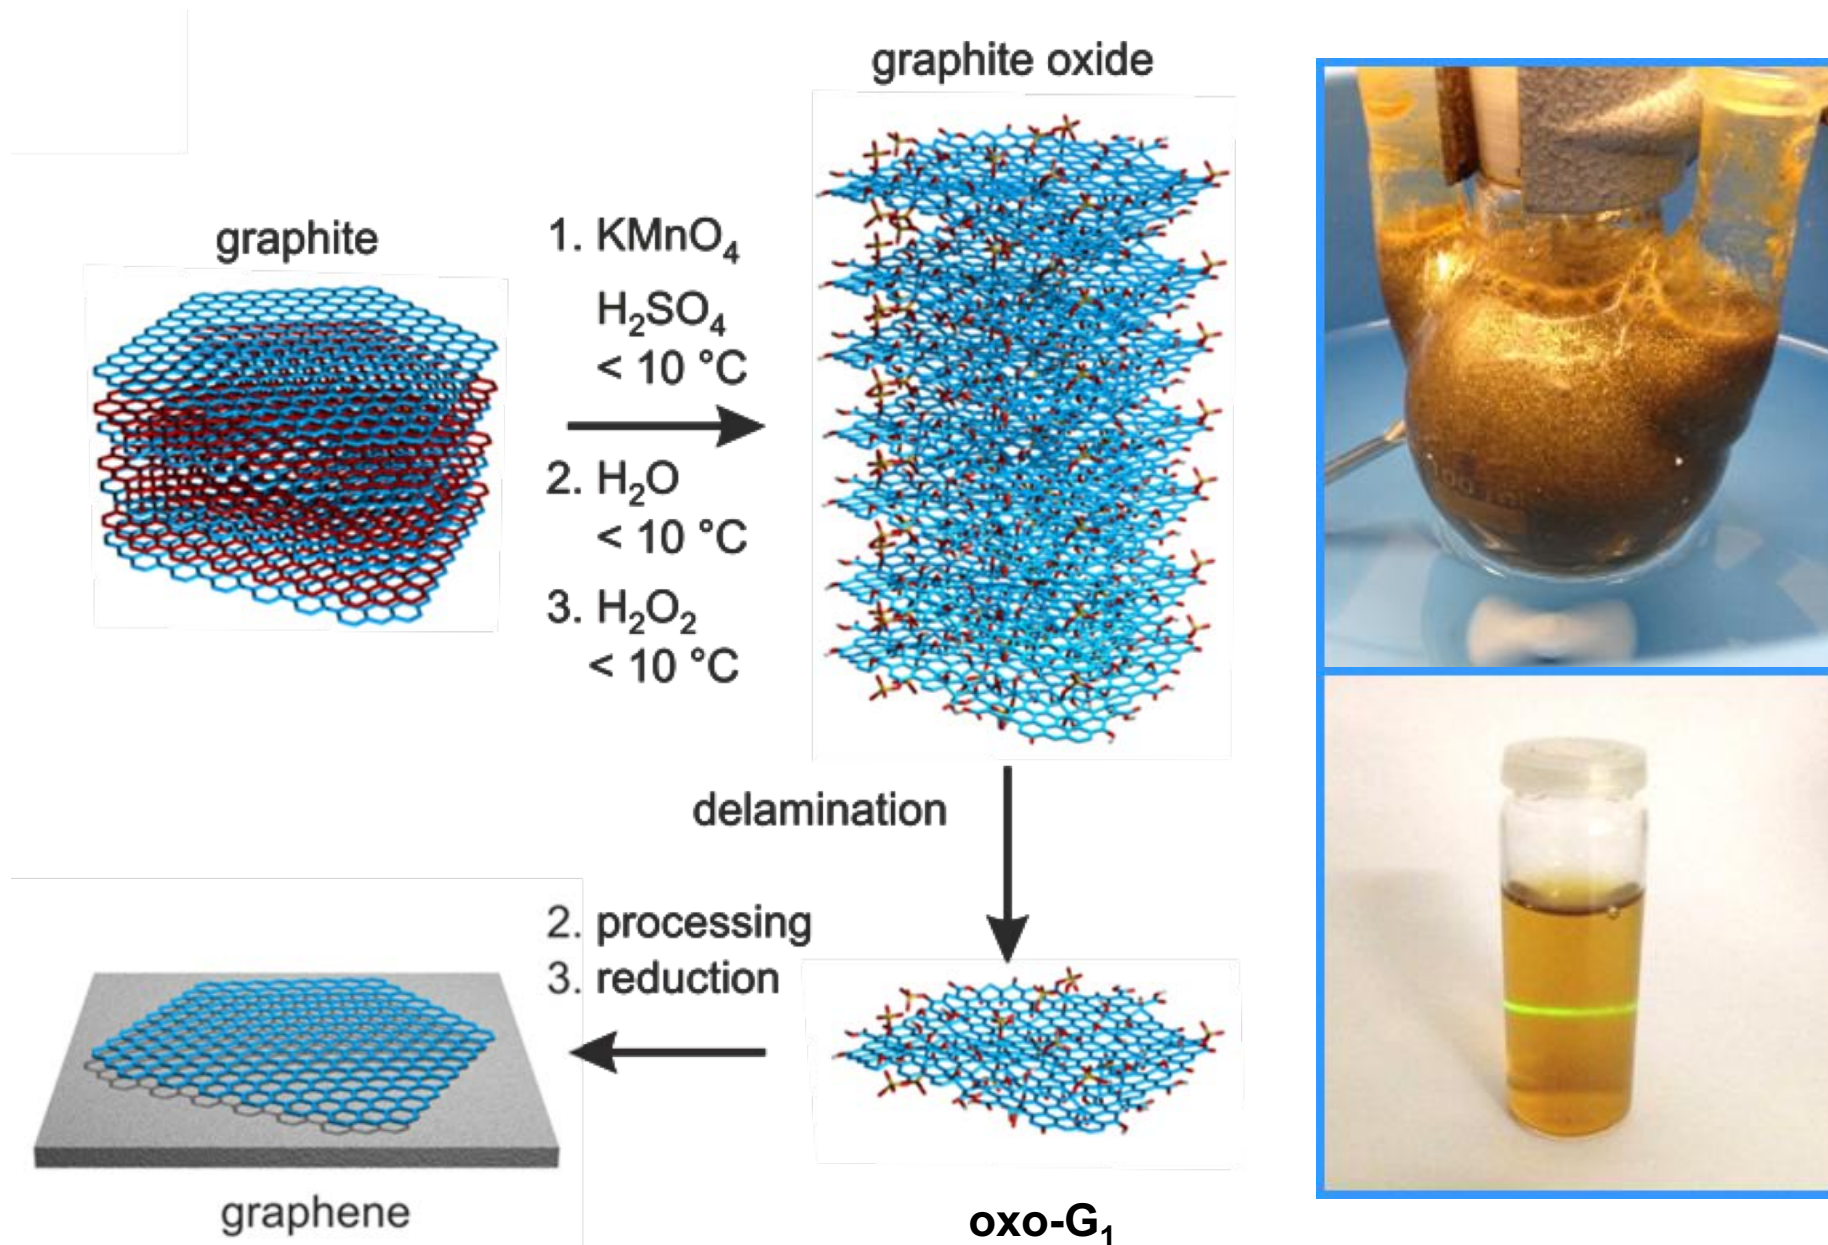 graphite oxide
graphite
1. KMnO₄
H₂SO₄
< 10 °C
2. H₂O
< 10 °C
3. H₂O₂
< 10 °C
delamination
2. processing
3. reduction
graphene
oxo-G₁